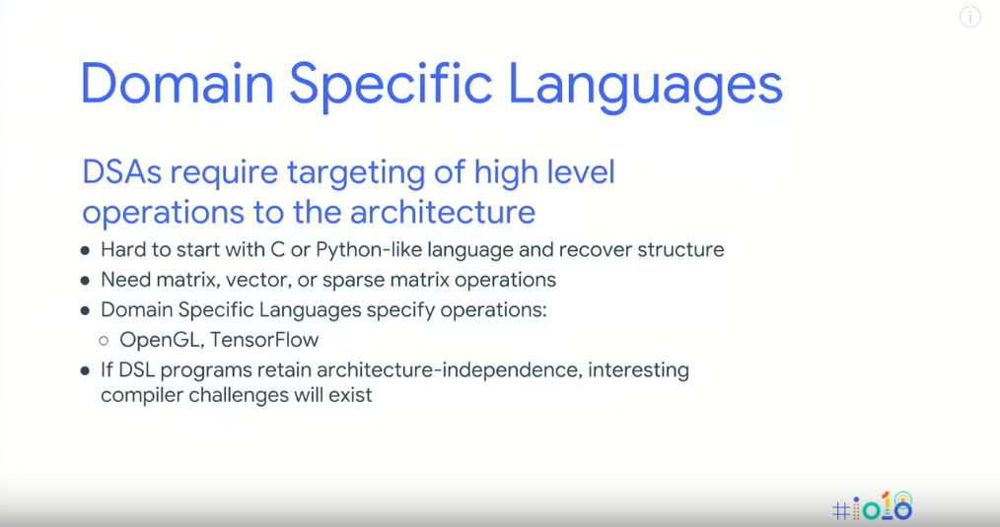 Domain Specific Languages
DSAs require targeting of high level
operations to the architecture
● Hard to start with C or Python-like language and recover structure
● Need matrix, vector, or sparse matrix operations
● Domain Specific Languages specify operations:
○ OpenGL, TensorFlow
● If DSL programs retain architecture-independence, interesting
compiler challenges will exist
#io18